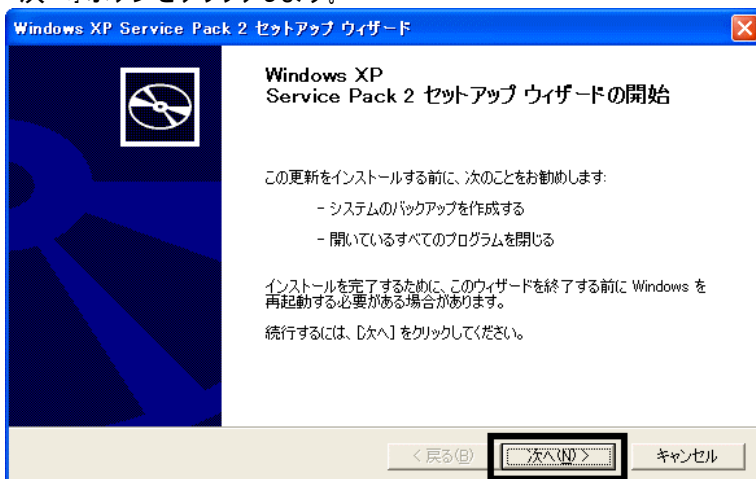 Windows XP Service Pack 2 セットアップ ウィザード
Windows XP
Service Pack 2 セットアップ ウィザードの開始
この更新をインストールする前に、次のことをお勧めします:
- システムのバックアップを作成する
- 開いているすべてのプログラムを閉じる
インストールを完了するために、このウィザードを終了する前に Windows を
再起動する必要がある場合があります。
続行するには、[次へ] をクリックしてください。
< 戻る(B) 次へ(N) > キャンセル